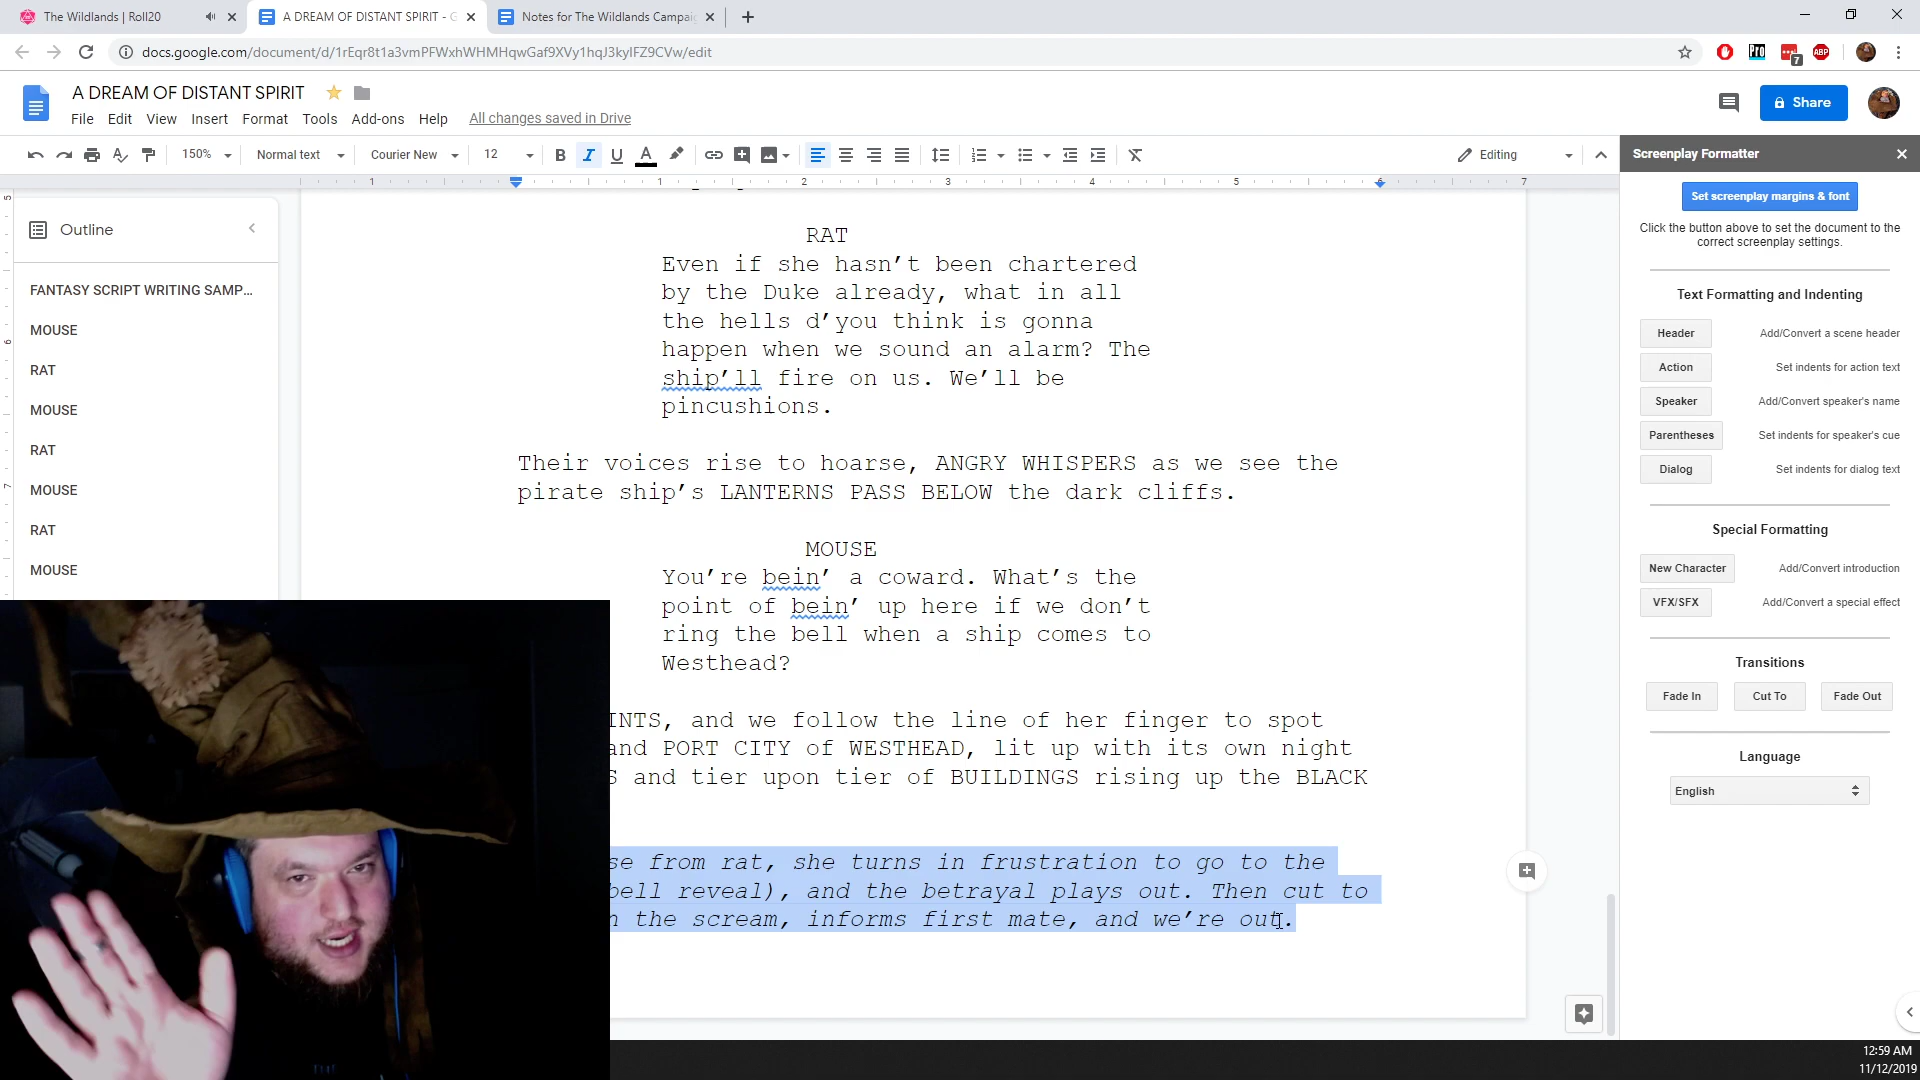 The Wildlands | Roll20
A DREAM OF DISTANT SPIRIT - G
Notes for The Wildlands Campai
docs.google.com/document/d/1rEqr8t1a3vmPFWxhWHMHqwGaf9XVy1hqJ3kyIFZ9CVw/edit
Pro
7
ABP
A DREAM OF DISTANT SPIRIT
File Edit View Insert Format Tools Add-ons Help All changes saved in Drive
Share
150% Normal text Courier New 12 B I U A Editing
Screenplay Formatter
1 1 2 3 4 5 6 7
Outline
FANTASY SCRIPT WRITING SAMP...
MOUSE
RAT
MOUSE
RAT
MOUSE
RAT
MOUSE
RAT
Even if she hasn’t been chartered
by the Duke already, what in all
the hells d’you think is gonna
happen when we sound an alarm? The
ship’ll fire on us. We’ll be
pincushions.
Their voices rise to hoarse, ANGRY WHISPERS as we see the
pirate ship’s LANTERNS PASS BELOW the dark cliffs.
MOUSE
You’re bein’ a coward. What’s the
point of bein’ up here if we don’t
ring the bell when a ship comes to
Westhead?
INTS, and we follow the line of her finger to spot
and PORT CITY of WESTHEAD, lit up with its own night
S and tier upon tier of BUILDINGS rising up the BLACK
se from rat, she turns in frustration to go to the
bell reveal), and the betrayal plays out. Then cut to
n the scream, informs first mate, and we’re out.
Set screenplay margins & font
Click the button above to set the document to the
correct screenplay settings.
Text Formatting and Indenting
Header Add/Convert a scene header
Action Set indents for action text
Speaker Add/Convert speaker's name
Parentheses Set indents for speaker's cue
Dialog Set indents for dialog text
Special Formatting
New Character Add/Convert introduction
VFX/SFX Add/Convert a special effect
Transitions
Fade In Cut To Fade Out
Language
English
12:59 AM
11/12/2019